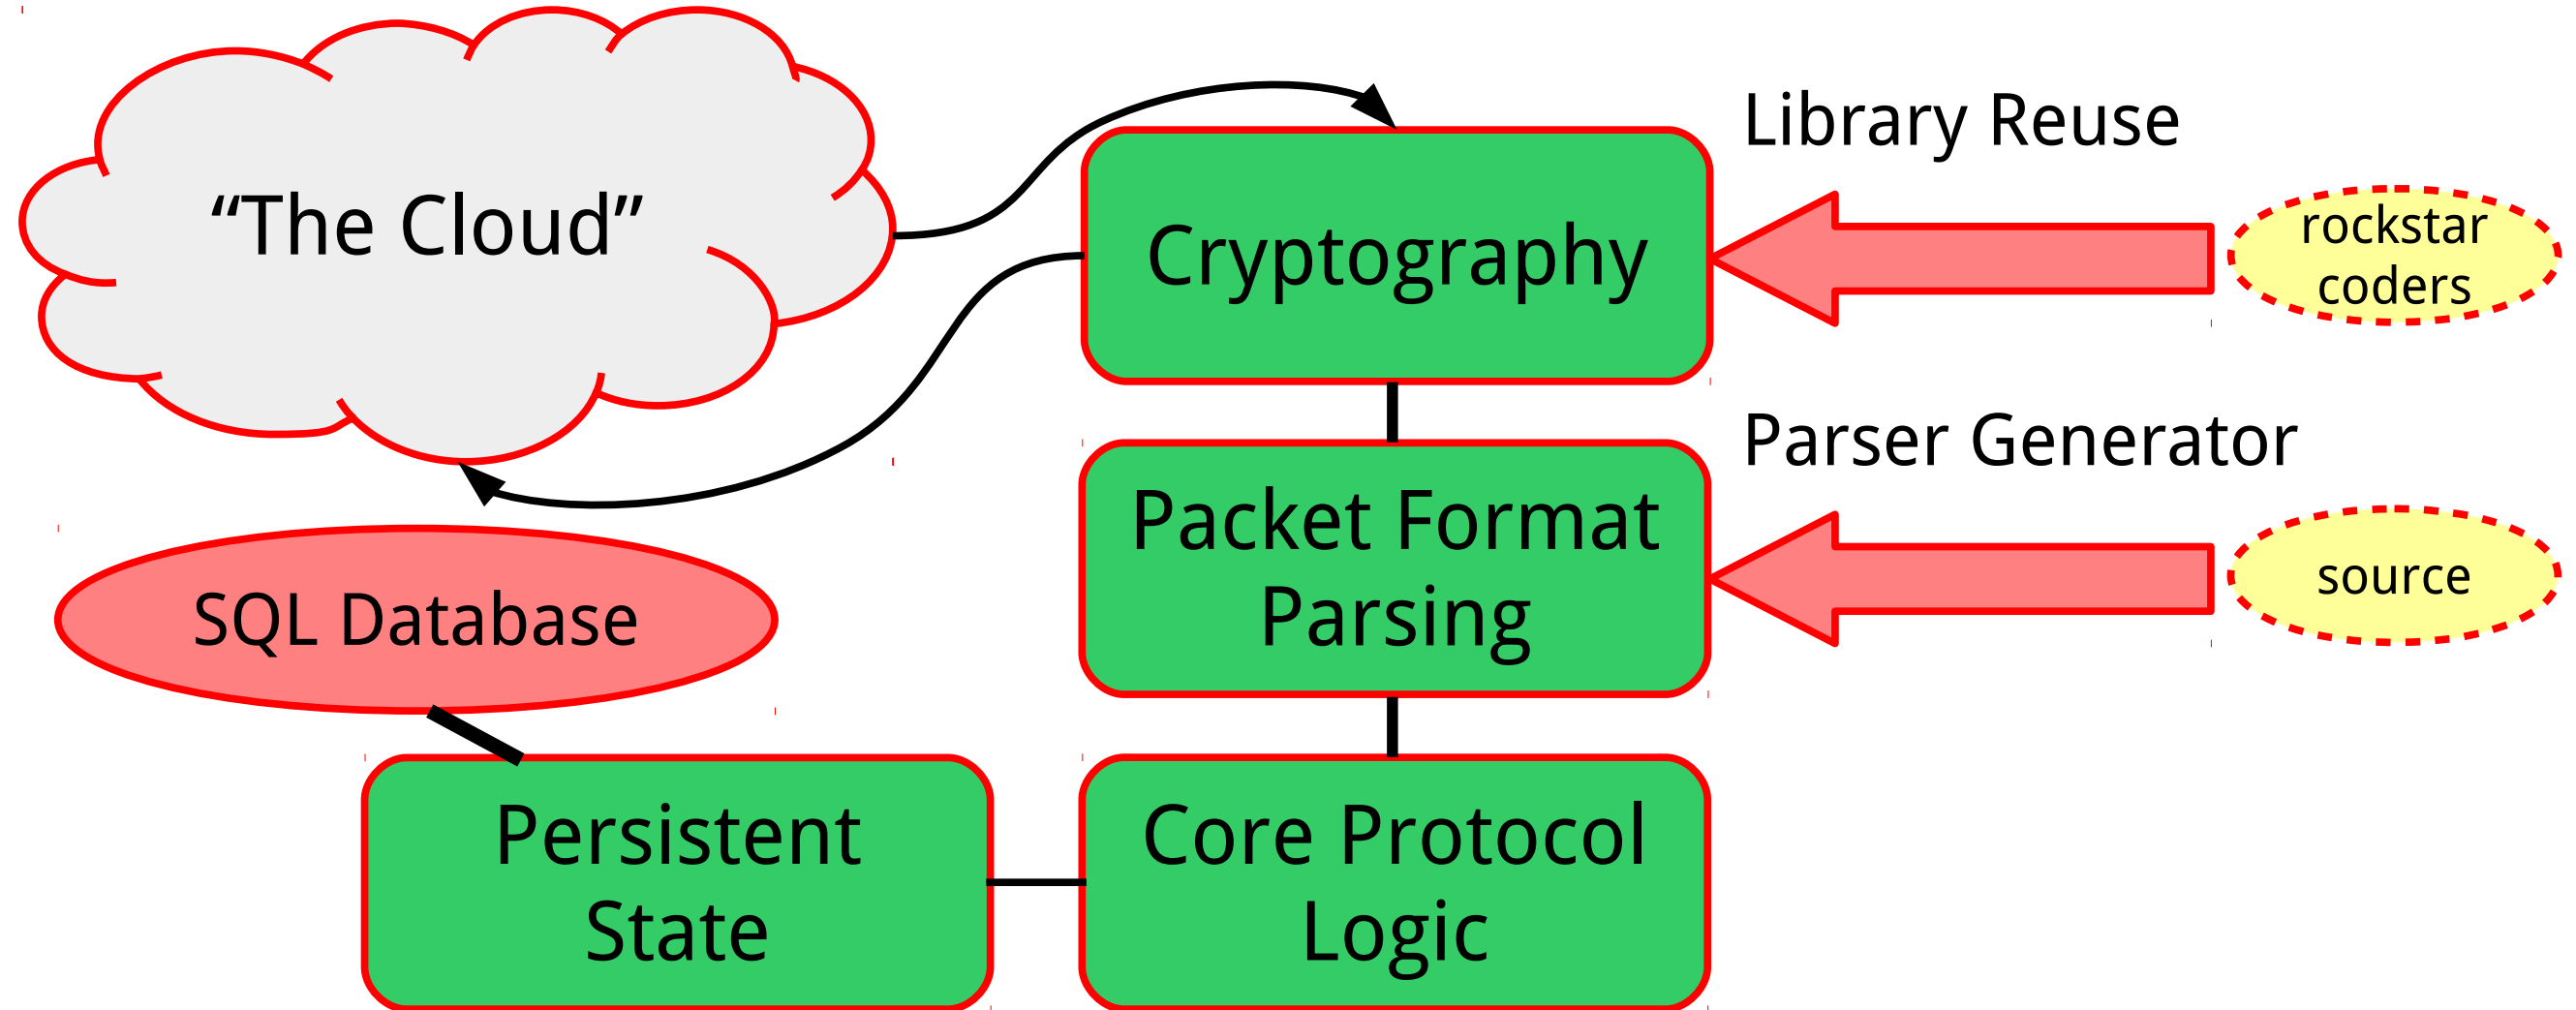 “The Cloud”
Cryptography
Library Reuse
rockstar
coders
Packet Format
Parsing
Parser Generator
source
SQL Database
Persistent
State
Core Protocol
Logic